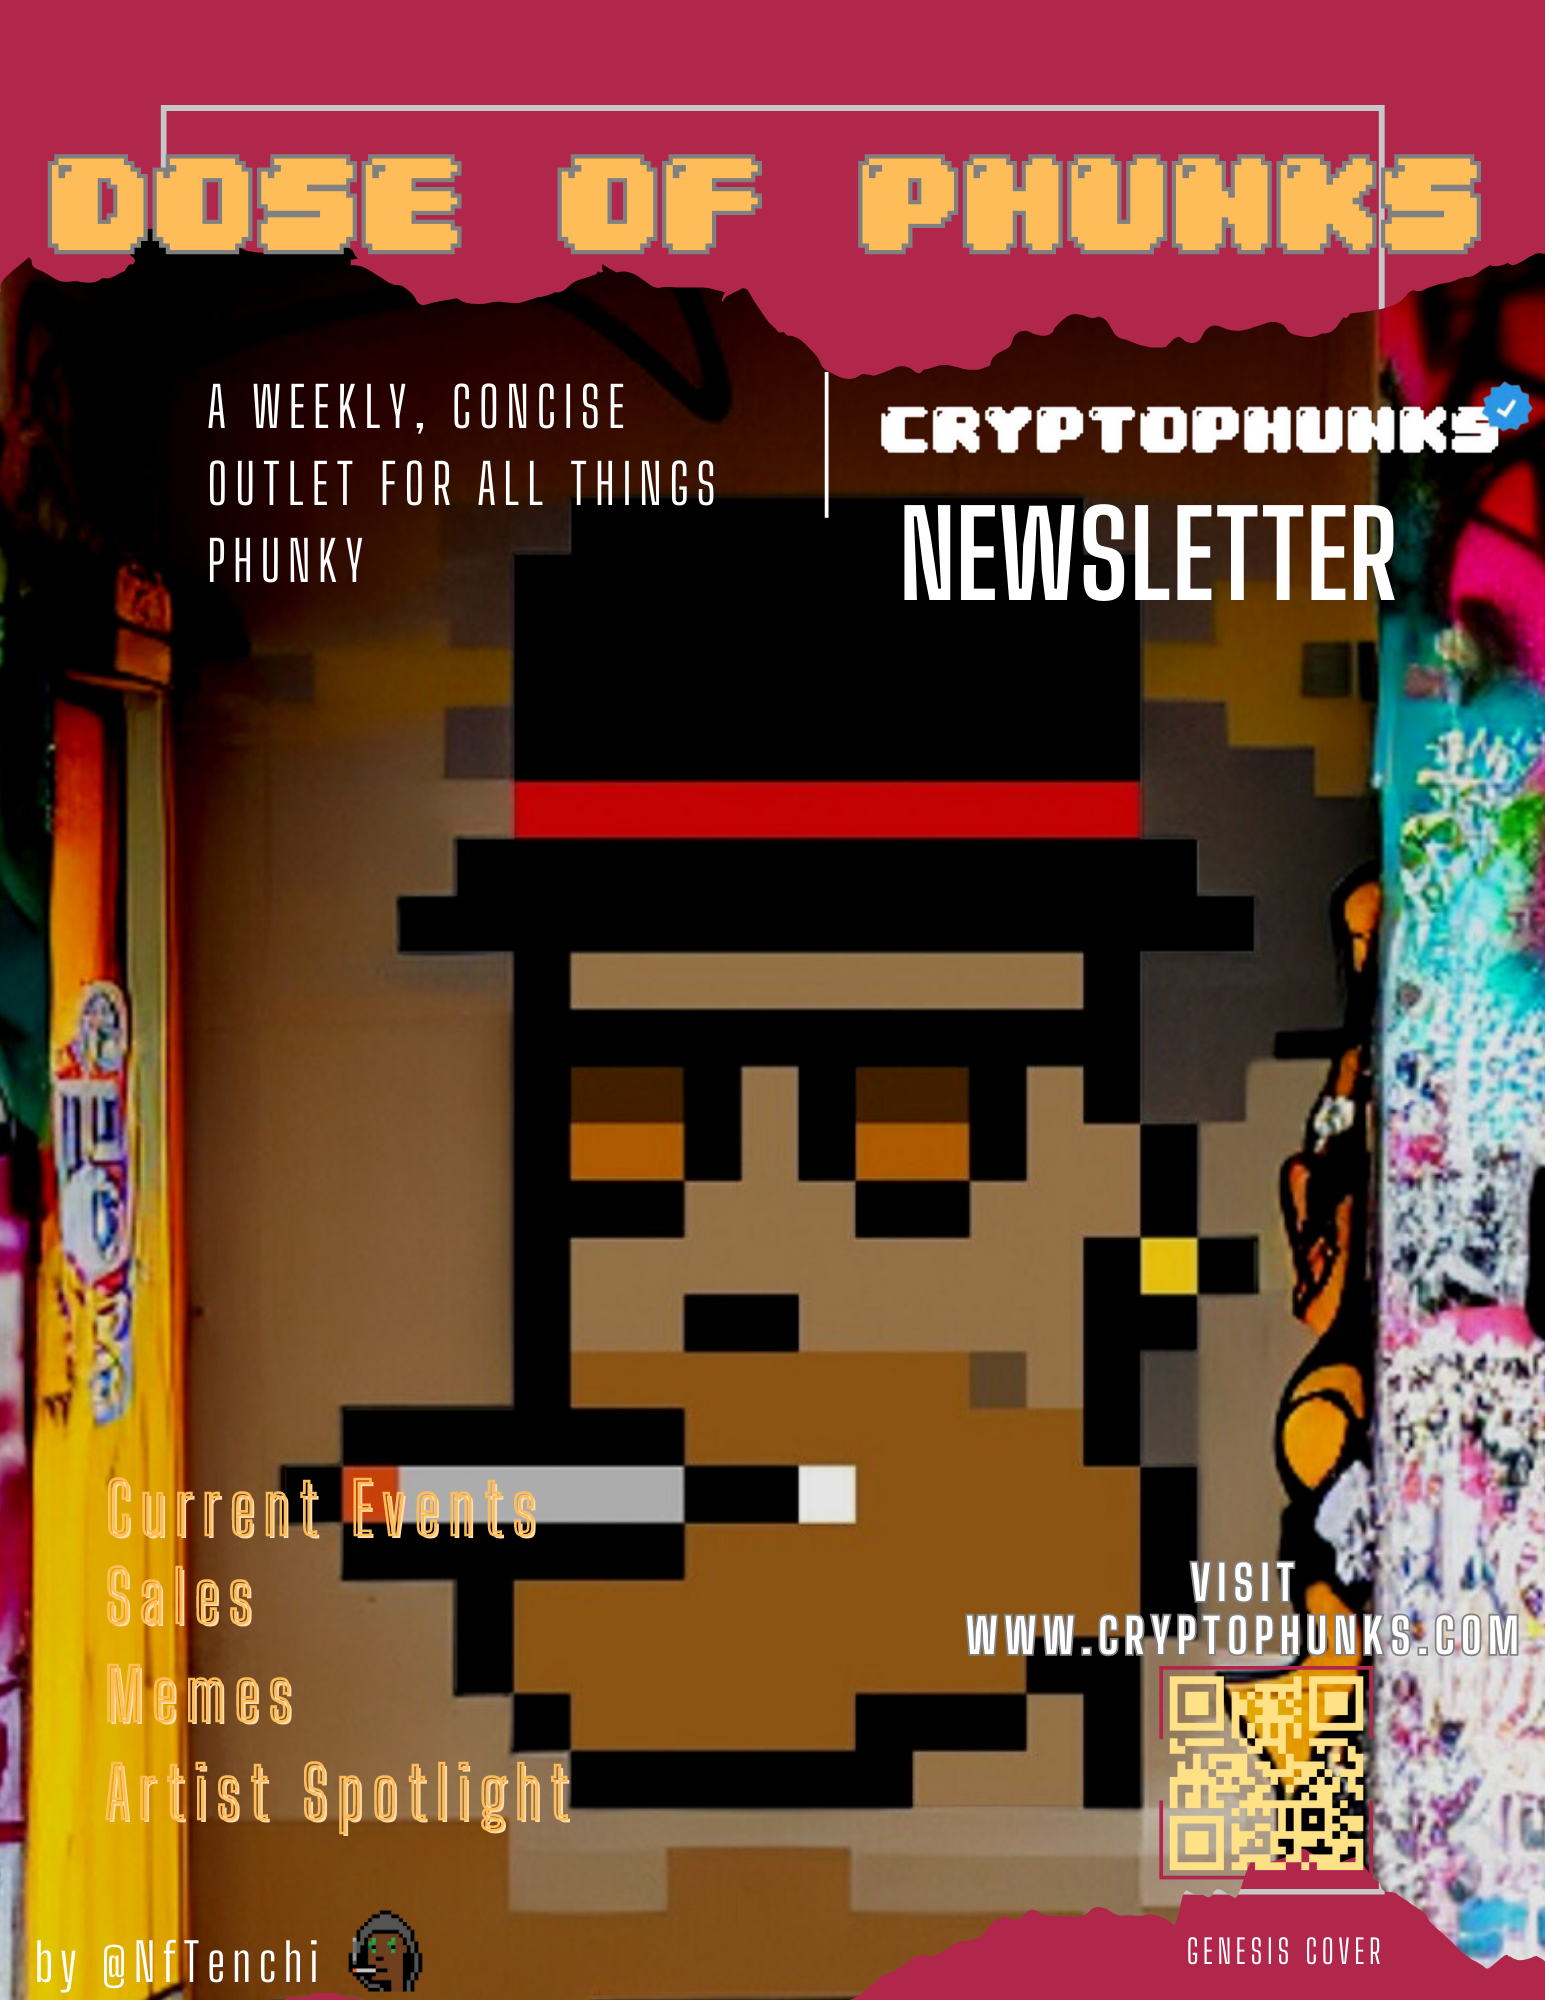 DOSE OF PHUNKS
A WEEKLY, CONCISE
OUTLET FOR ALL THINGS
PHUNKY
CRYPTOPHUNKS
NEWSLETTER
Current Events
Sales
Memes
Artist Spotlight
VISIT
WWW.CRYPTOPHUNKS.COM
by @NfTenchi
GENESIS COVER